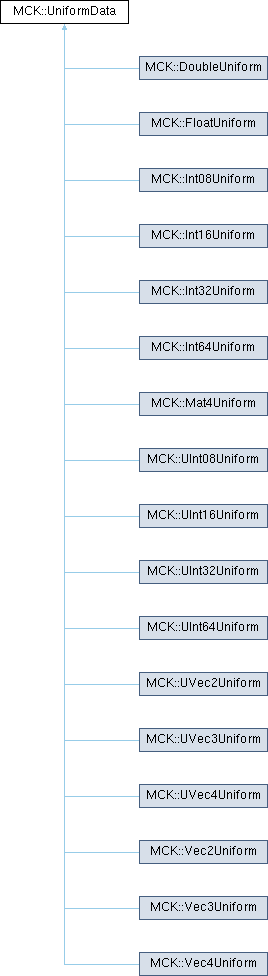 MCK::UniformData
MCK::DoubleUniform
MCK::FloatUniform
MCK::Int08Uniform
MCK::Int16Uniform
MCK::Int32Uniform
MCK::Int64Uniform
MCK::Mat4Uniform
MCK::UInt08Uniform
MCK::UInt16Uniform
MCK::UInt32Uniform
MCK::UInt64Uniform
MCK::UVec2Uniform
MCK::UVec3Uniform
MCK::UVec4Uniform
MCK::Vec2Uniform
MCK::Vec3Uniform
MCK::Vec4Uniform